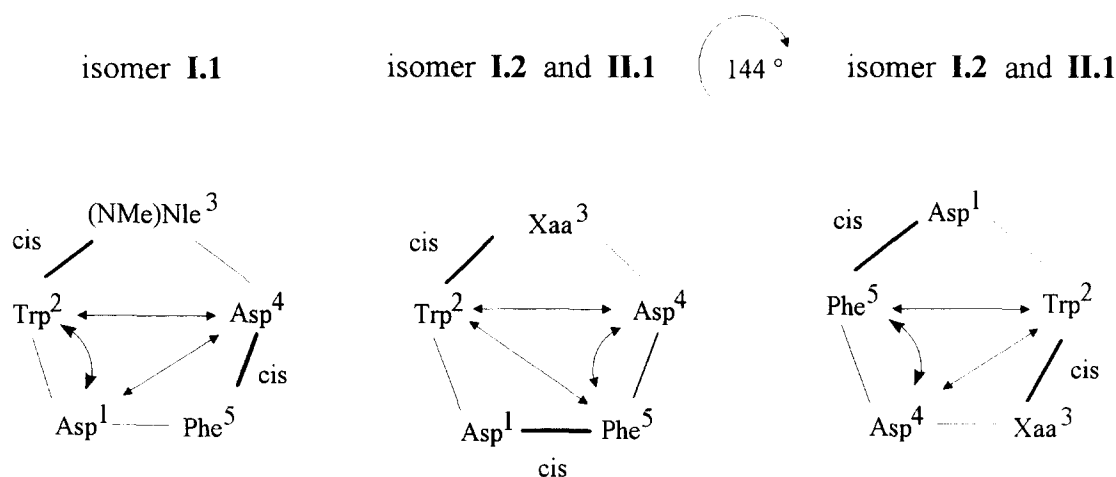 isomer I.1
isomer I.2 and II.1
144 °
isomer I.2 and II.1
(NMe)Nle³
cis
Trp²
Asp⁴
cis
Asp¹
Phe⁵
Xaa³
cis
Trp²
Asp⁴
Asp¹
Phe⁵
cis
Asp¹
cis
Phe⁵
Trp²
cis
Asp⁴
Xaa³